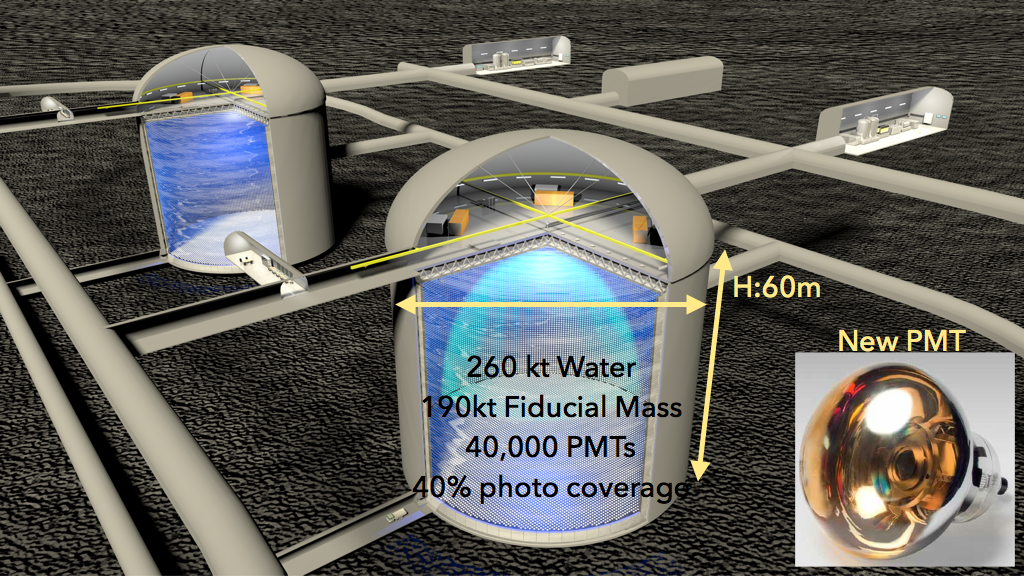 H:60m
New PMT
260 kt Water
190kt Fiducial Mass
40,000 PMTs
40% photo coverage